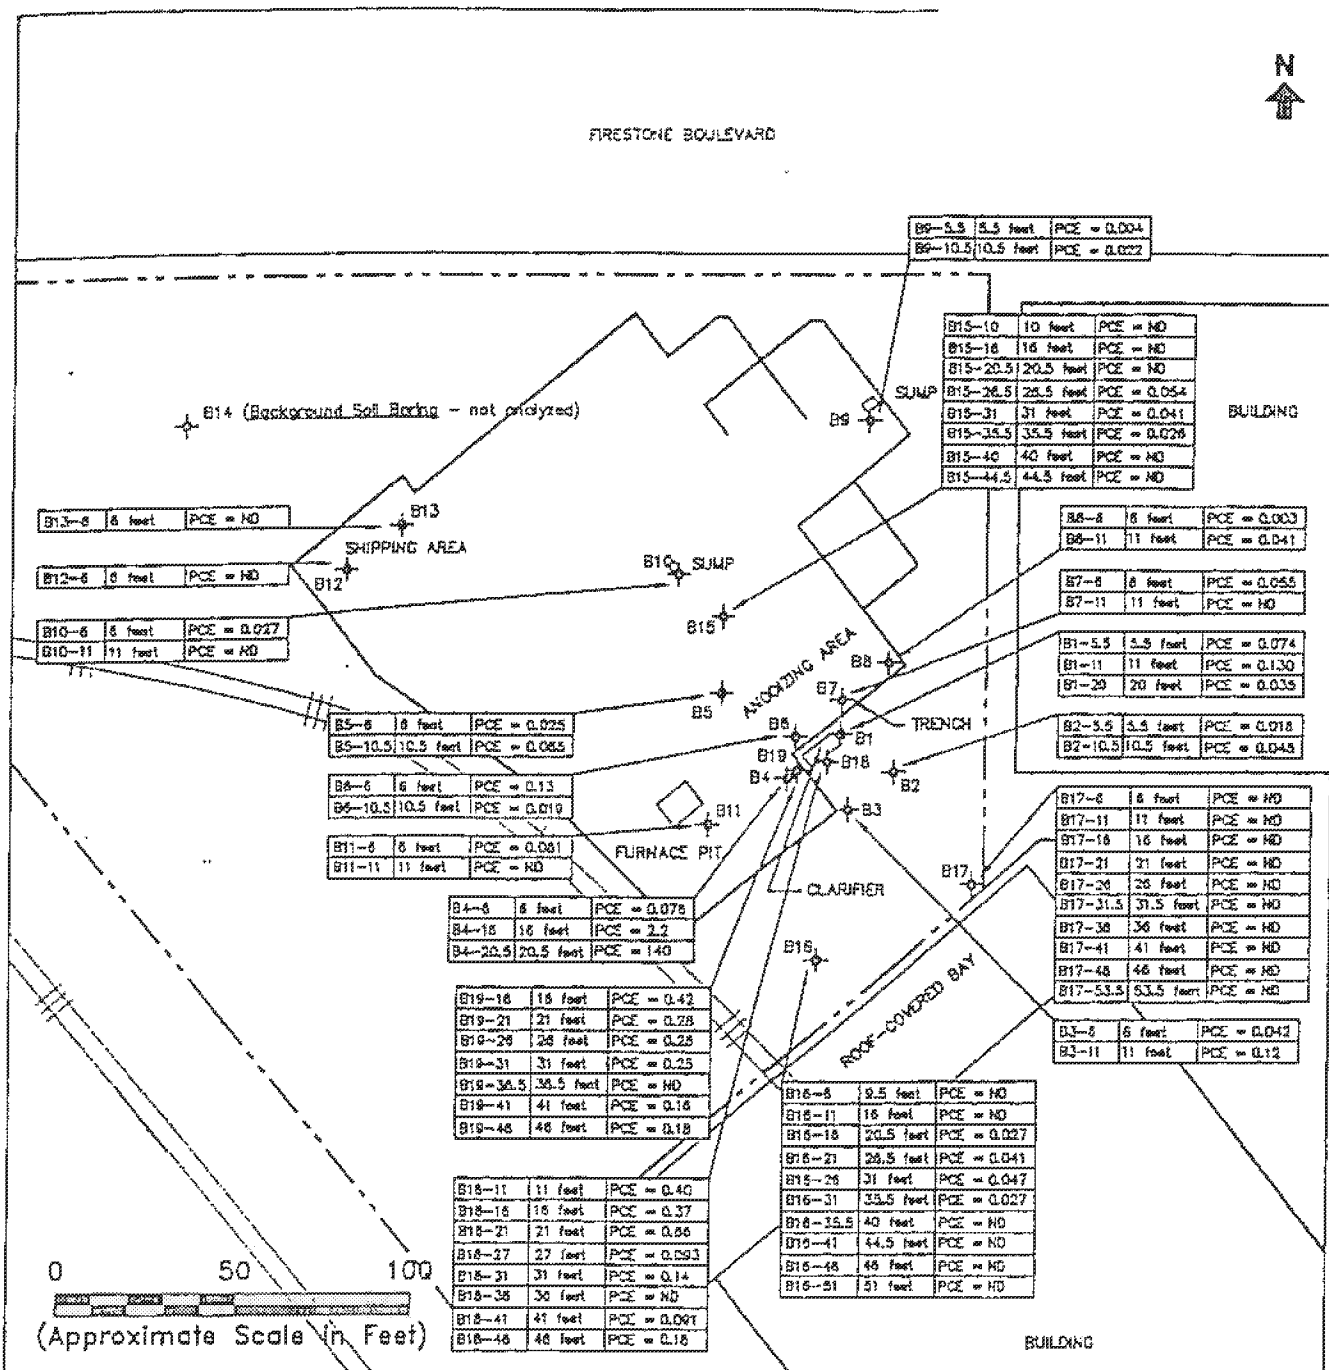 N
FIRESTONE BOULEVARD
B9-5.5 5.5 feet PCE = 0.004
B9-10.5 10.5 feet PCE = 0.022
B15-10 10 feet PCE = ND
B15-16 16 feet PCE = ND
B15-20.5 20.5 feet PCE = ND
B15-26.5 26.5 feet PCE = 0.054
B15-31 31 feet PCE = 0.041
B15-35.5 35.5 feet PCE = 0.026
B15-40 40 feet PCE = ND
B15-44.5 44.5 feet PCE = ND
SUMP
B9
BUILDING
B14 (Background Soil Boring - not analyzed)
B13-6 6 feet PCE = ND
B13
SHIPPING AREA
B12-6 6 feet PCE = ND
B12
B10 SUMP
B10-6 6 feet PCE = 0.027
B10-11 11 feet PCE = ND
B15
B8-6 6 feet PCE = 0.003
B8-11 11 feet PCE = 0.041
B7-6 6 feet PCE = 0.055
B7-11 11 feet PCE = ND
B1-5.5 5.5 feet PCE = 0.074
B1-11 11 feet PCE = 0.130
B1-20 20 feet PCE = 0.035
B2-5.5 5.5 feet PCE = 0.018
B2-10.5 10.5 feet PCE = 0.045
ANODIZING AREA
B8
B7
B5
TRENCH
B6
B1
B19
B18
B4
B2
B3
B5-6 6 feet PCE = 0.025
B5-10.5 10.5 feet PCE = 0.065
B6-6 6 feet PCE = 0.13
B6-10.5 10.5 feet PCE = 0.019
B11-6 6 feet PCE = 0.081
B11-11 11 feet PCE = ND
B11
FURNACE PIT
B17
CLARIFIER
B17-6 6 feet PCE = ND
B17-11 11 feet PCE = ND
B17-16 16 feet PCE = ND
B17-21 21 feet PCE = ND
B17-26 26 feet PCE = ND
B17-31.5 31.5 feet PCE = ND
B17-36 36 feet PCE = ND
B17-41 41 feet PCE = ND
B17-46 46 feet PCE = ND
B17-53.5 53.5 feet PCE = ND
B4-6 6 feet PCE = 0.076
B4-16 16 feet PCE = 2.2
B4-20.5 20.5 feet PCE = 140
B16
ROOF-COVERED BAY
B3-6 6 feet PCE = 0.042
B3-11 11 feet PCE = 0.12
B19-16 16 feet PCE = 0.42
B19-21 21 feet PCE = 0.28
B19-26 26 feet PCE = 0.25
B19-31 31 feet PCE = 0.25
B19-36.5 36.5 feet PCE = ND
B19-41 41 feet PCE = 0.16
B19-46 46 feet PCE = 0.18
B16-6 9.5 feet PCE = ND
B16-11 16 feet PCE = ND
B16-16 20.5 feet PCE = 0.027
B16-21 26.5 feet PCE = 0.041
B16-26 31 feet PCE = 0.047
B16-31 35.5 feet PCE = 0.027
B16-35.5 40 feet PCE = ND
B16-41 44.5 feet PCE = ND
B16-46 46 feet PCE = ND
B16-51 51 feet PCE = ND
B18-11 11 feet PCE = 0.40
B18-16 16 feet PCE = 0.37
B18-21 21 feet PCE = 0.66
B18-27 27 feet PCE = 0.093
B18-31 31 feet PCE = 0.14
B18-36 36 feet PCE = ND
B18-41 41 feet PCE = 0.091
B18-46 46 feet PCE = 0.16
0 50 100
(Approximate Scale in Feet)
BUILDING